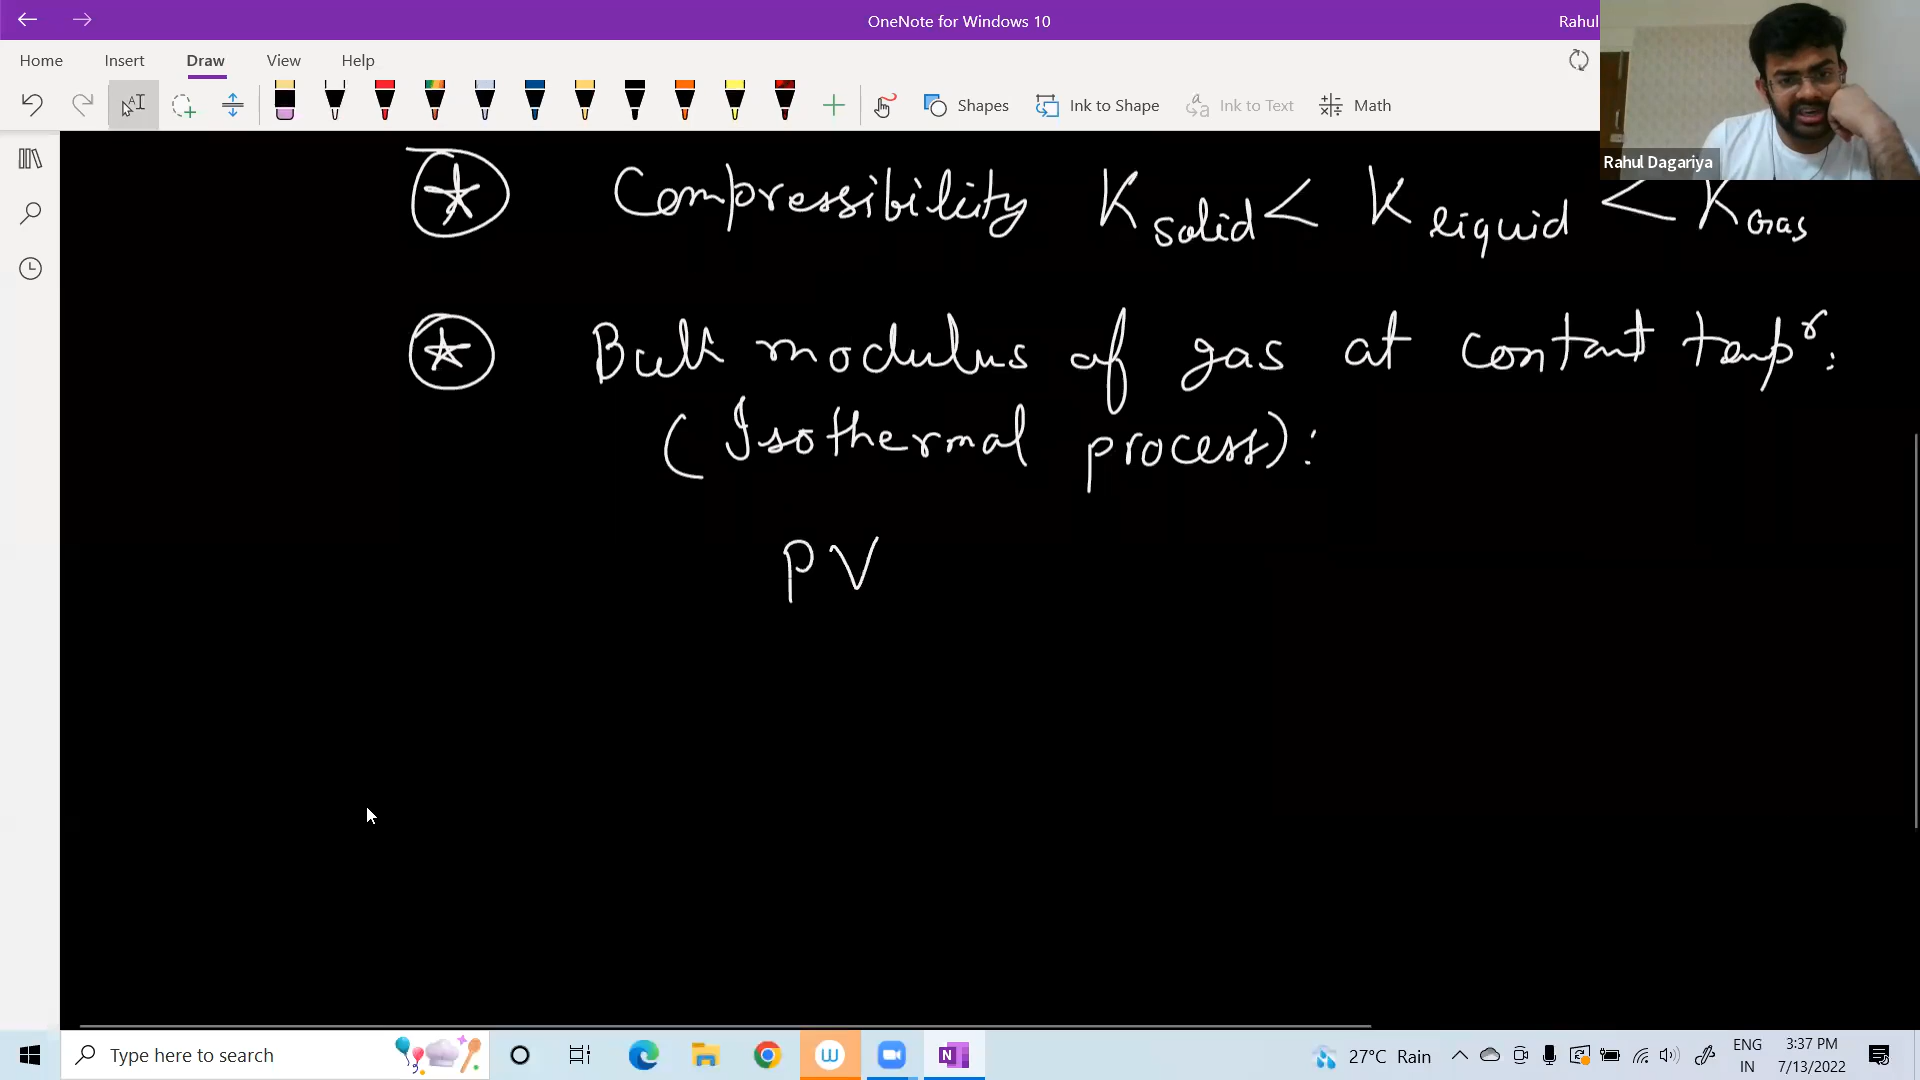 OneNote for Windows 10
Rahul
Home Insert Draw View Help
Shapes Ink to Shape Ink to Text Math
Rahul Dagariya
Compressibility K solid < K liquid < K Gas
Bulk modulus of gas at contant tempr:
(Isothermal process):
PV
Type here to search
27°C Rain
ENG
IN
3:37 PM
7/13/2022